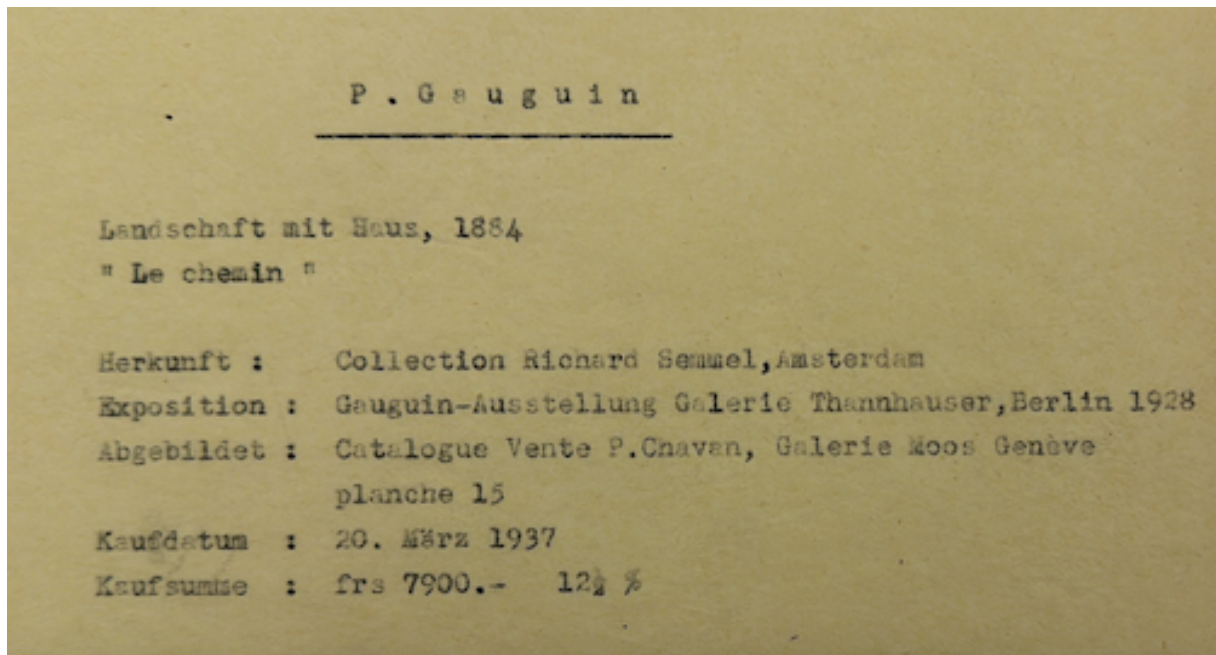 P.Gauguin
Landschaft mit Haus, 1884
" Le chemin "
Herkunft : Collection Richard Semmel,Amsterdam
Exposition : Gauguin-Ausstellung Galerie Thannhauser,Berlin 1928
Abgebildet : Catalogue Vente P.Chavan, Galerie Moos Genève
planche 15
Kaufdatum : 20. März 1937
Kaufsumme : frs 7900.- 12½ %